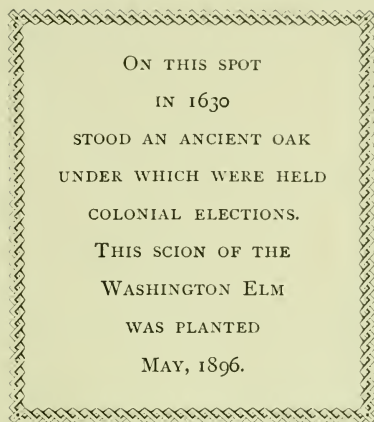 On this spot
in 1630
stood an ancient oak
under which were held
colonial elections.
This scion of the
Washington Elm
was planted
May, 1896.